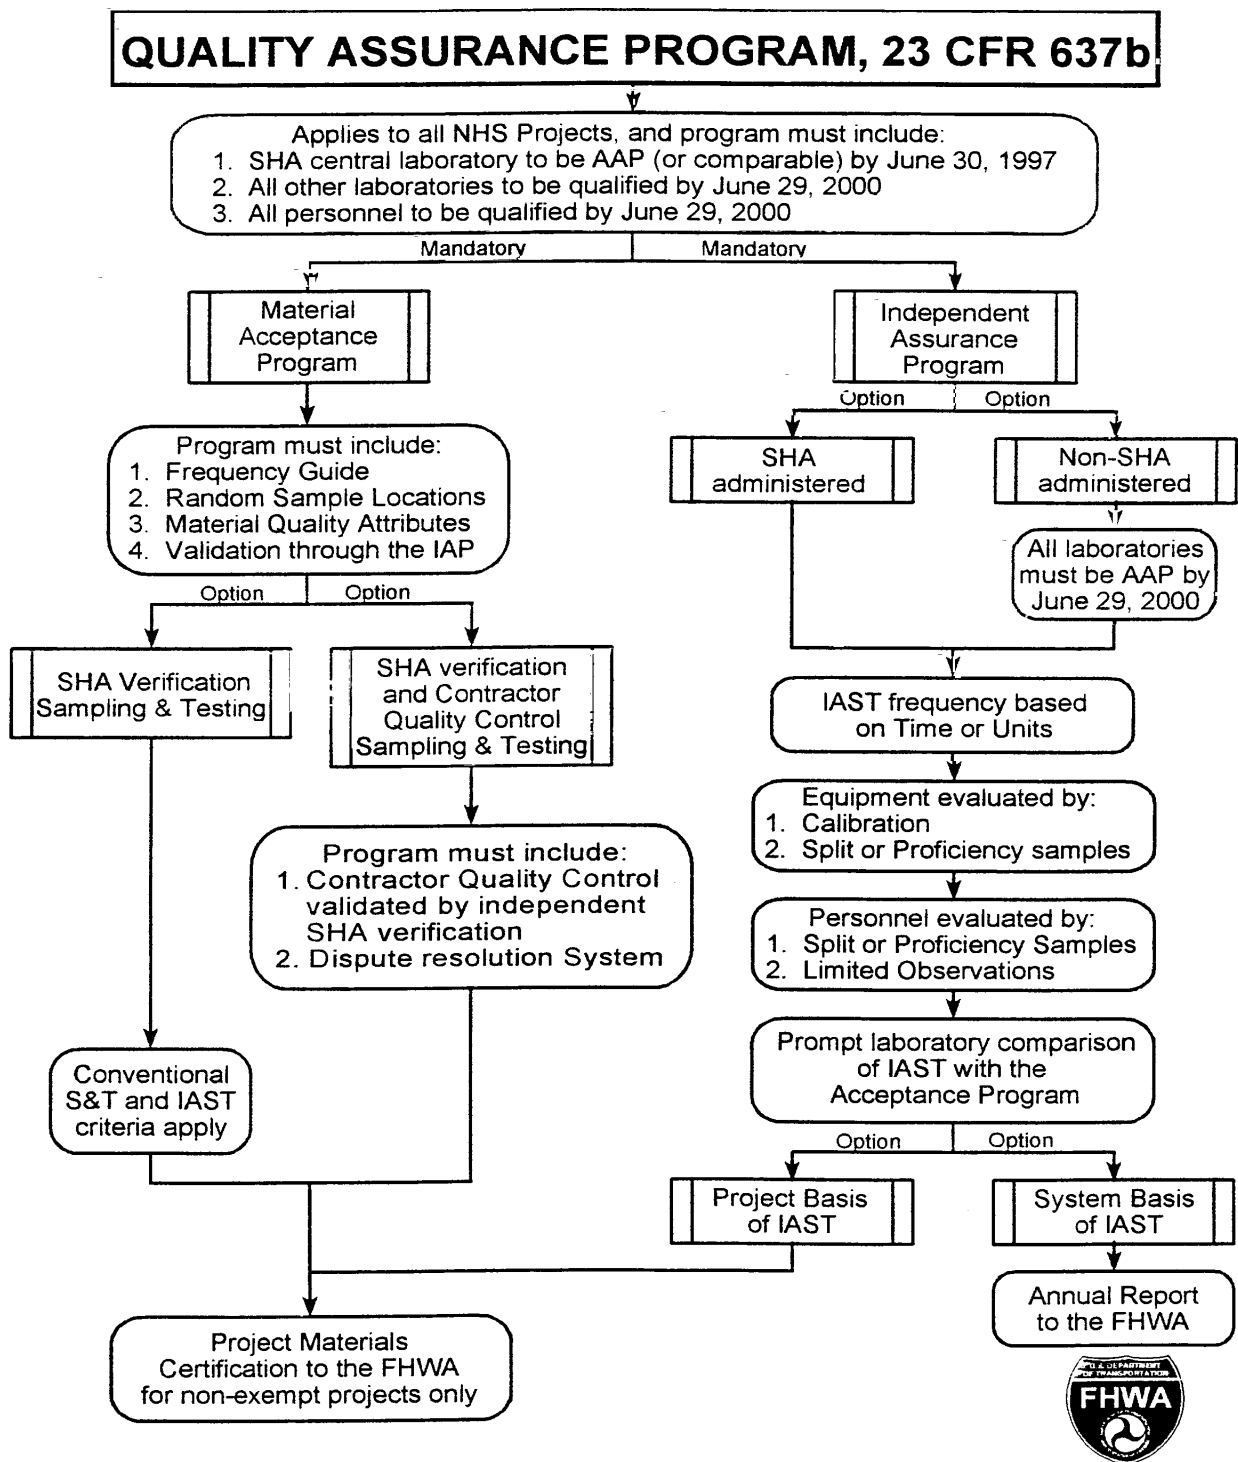 QUALITY ASSURANCE PROGRAM, 23 CFR 637b
Applies to all NHS Projects, and program must include:
1. SHA central laboratory to be AAP (or comparable) by June 30, 1997
2. All other laboratories to be qualified by June 29, 2000
3. All personnel to be qualified by June 29, 2000
Mandatory
Mandatory
Material
Acceptance
Program
Independent
Assurance
Program
Program must include:
1. Frequency Guide
2. Random Sample Locations
3. Material Quality Attributes
4. Validation through the IAP
Option
Option
SHA
administered
Non-SHA
administered
All laboratories
must be AAP by
June 29, 2000
Option
Option
SHA Verification
Sampling & Testing
SHA verification
and Contractor
Quality Control
Sampling & Testing
IAST frequency based
on Time or Units
Equipment evaluated by:
1. Calibration
2. Split or Proficiency samples
Program must include:
1. Contractor Quality Control
validated by independent
SHA verification
2. Dispute resolution System
Personnel evaluated by:
1. Split or Proficiency Samples
2. Limited Observations
Conventional
S&T and IAST
criteria apply
Prompt laboratory comparison
of IAST with the
Acceptance Program
Option
Option
Project Basis
of IAST
System Basis
of IAST
Annual Report
to the FHWA
Project Materials
Certification to the FHWA
for non-exempt projects only
U.S. DEPARTMENT
OF TRANSPORTATION
FHWA